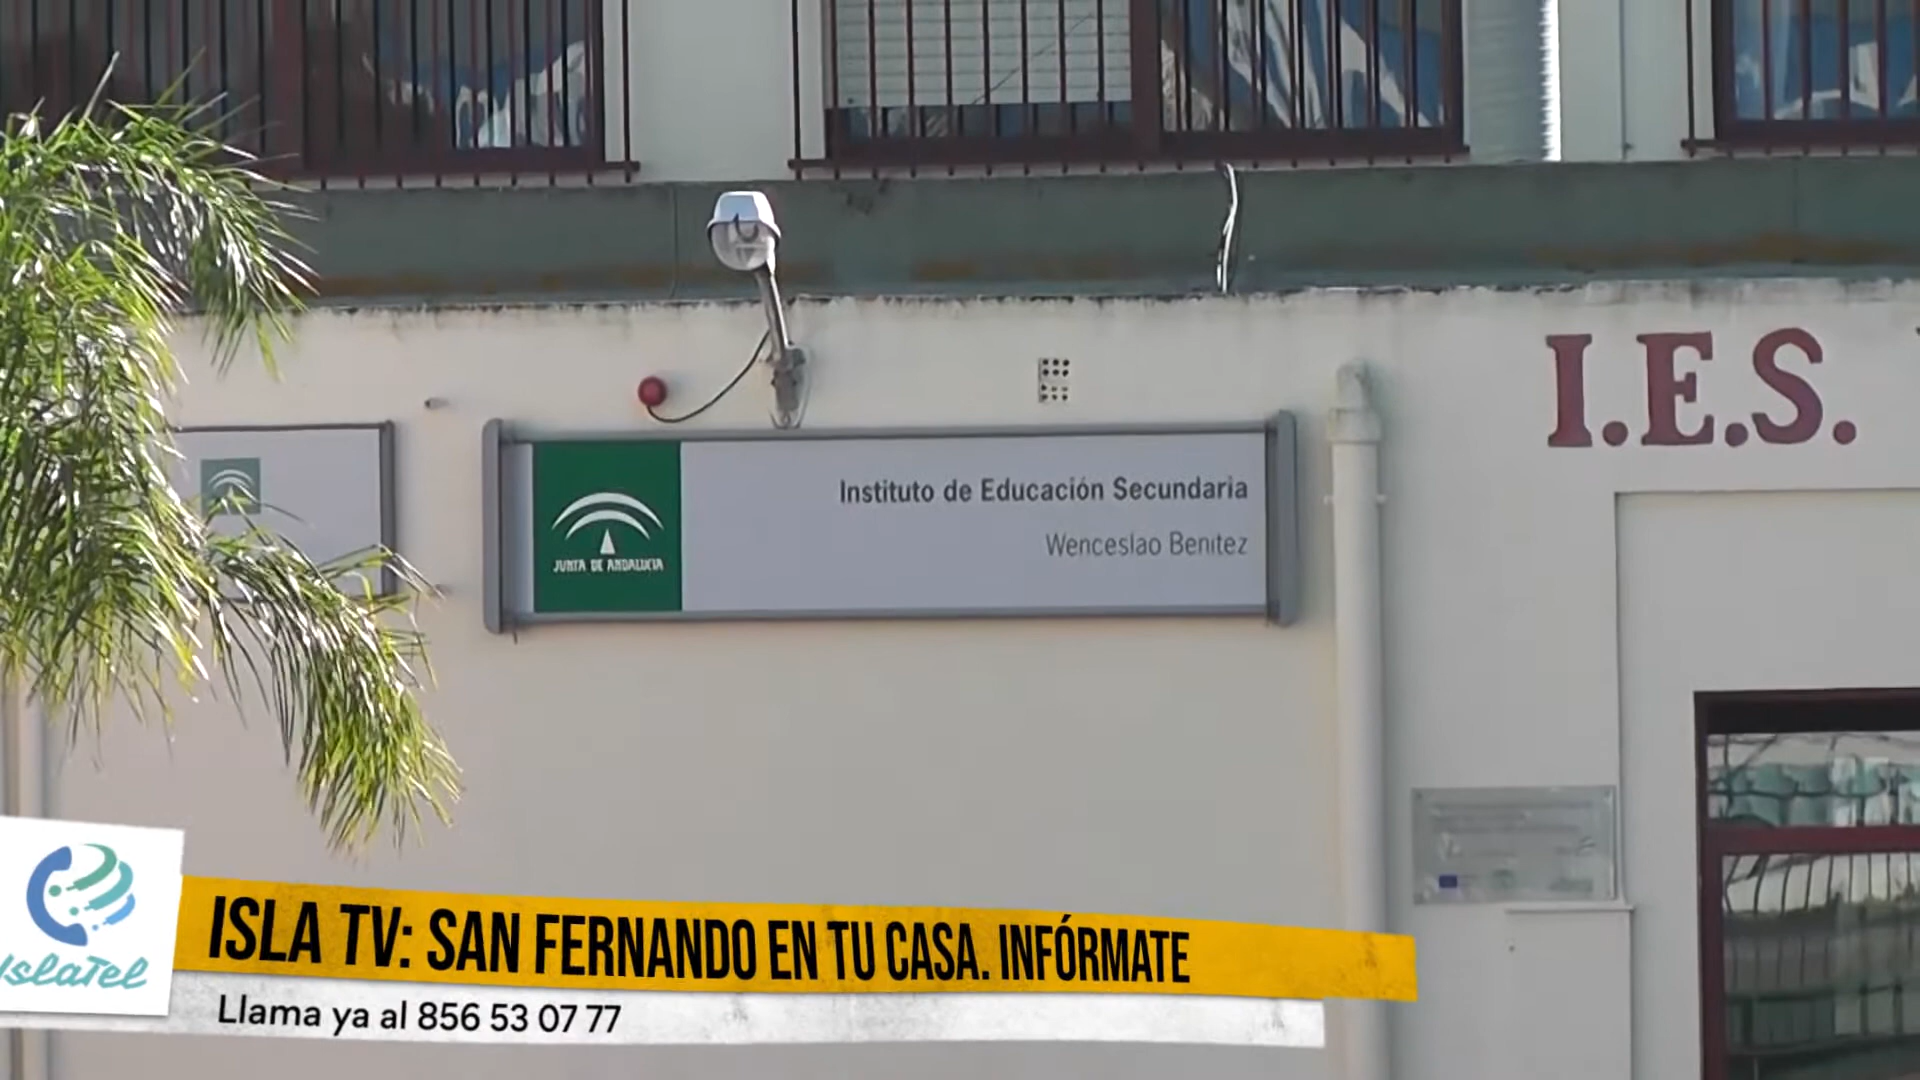 I.E.S.
Instituto de Educación Secundaria
Wenceslao Benítez
JUNTA DE ANDALUCIA
ISLA TV: SAN FERNANDO EN TU CASA. INFÓRMATE
IslaTel
Llama ya al 856 53 07 77